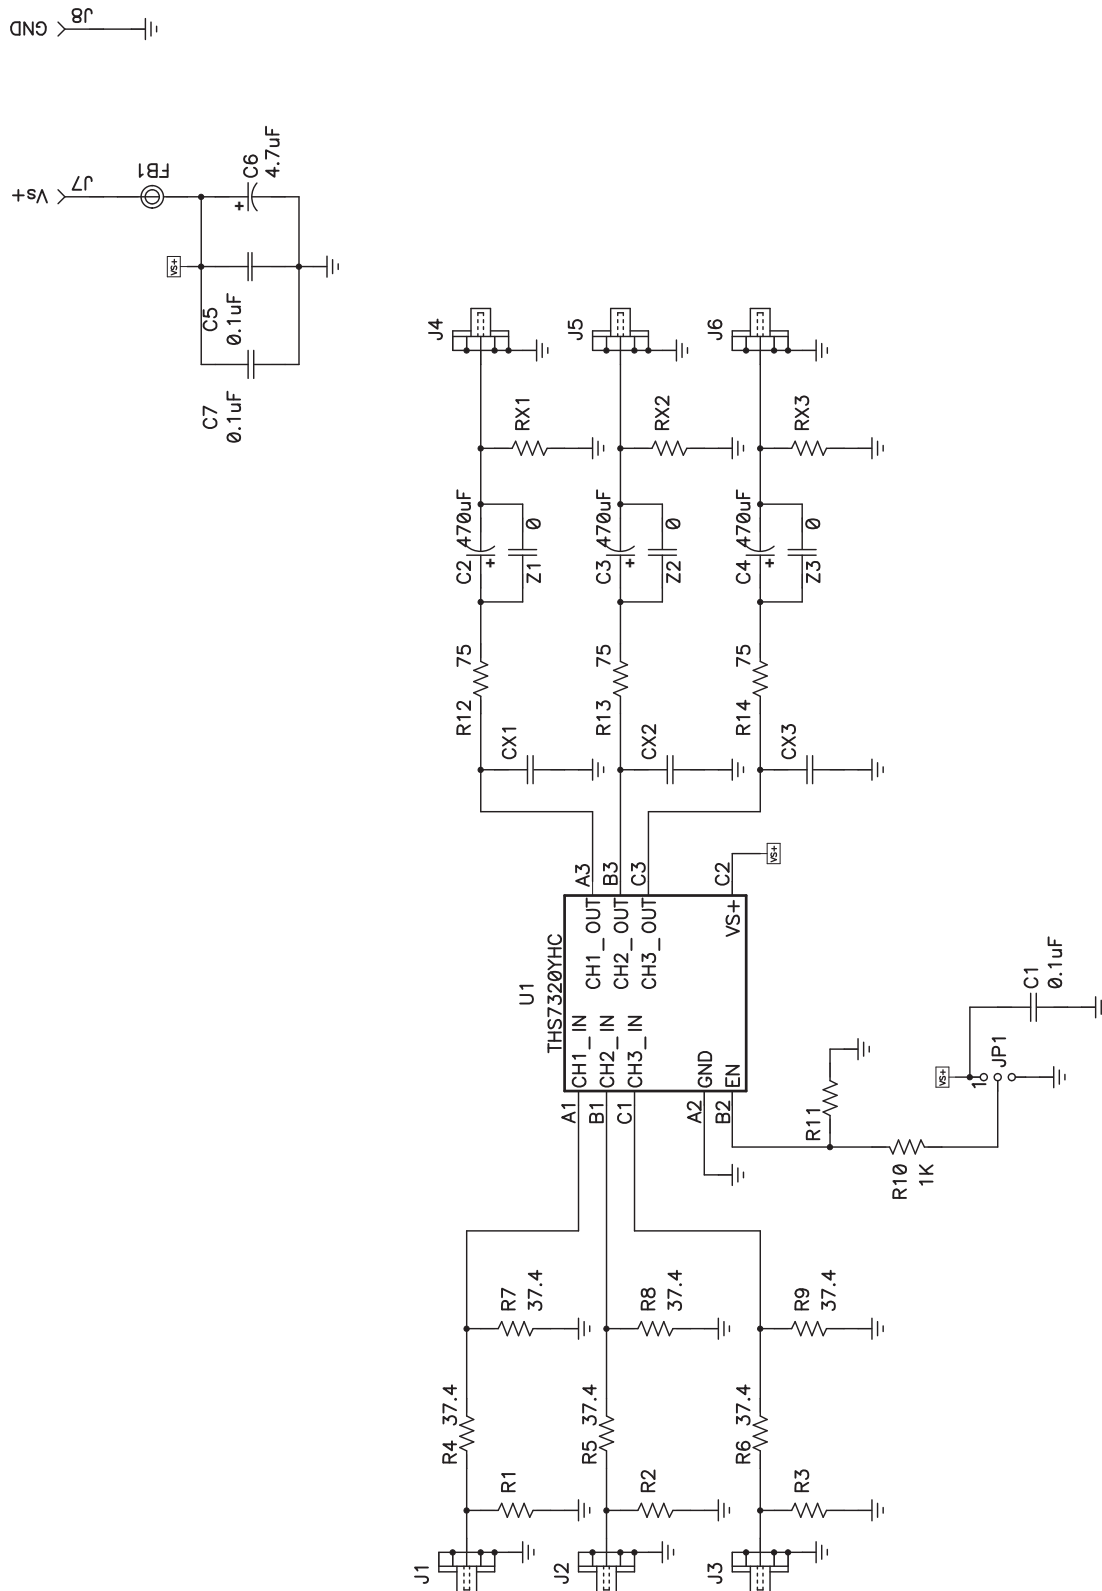 GND
J8
Vs+
J7
FB1
C6
4.7uF
+
VS+
C5
0.1uF
C7
0.1uF
J4
J5
J6
RX1
RX2
RX3
C2
470uF
+
0
Z1
C3
470uF
+
0
Z2
C4
470uF
+
0
Z3
R12
75
R13
75
R14
75
CX1
CX2
CX3
A3
B3
C3
C2
VS+
U1
THS7320YHC
CH1_OUT
CH2_OUT
CH3_OUT
VS+
CH1_IN
CH2_IN
CH3_IN
GND
EN
A1
B1
C1
A2
B2
C1
0.1uF
VS+
1
JP1
R11
R10
1K
R7
37.4
R8
37.4
R9
37.4
R4
37.4
R5
37.4
R6
37.4
R1
R2
R3
J1
J2
J3